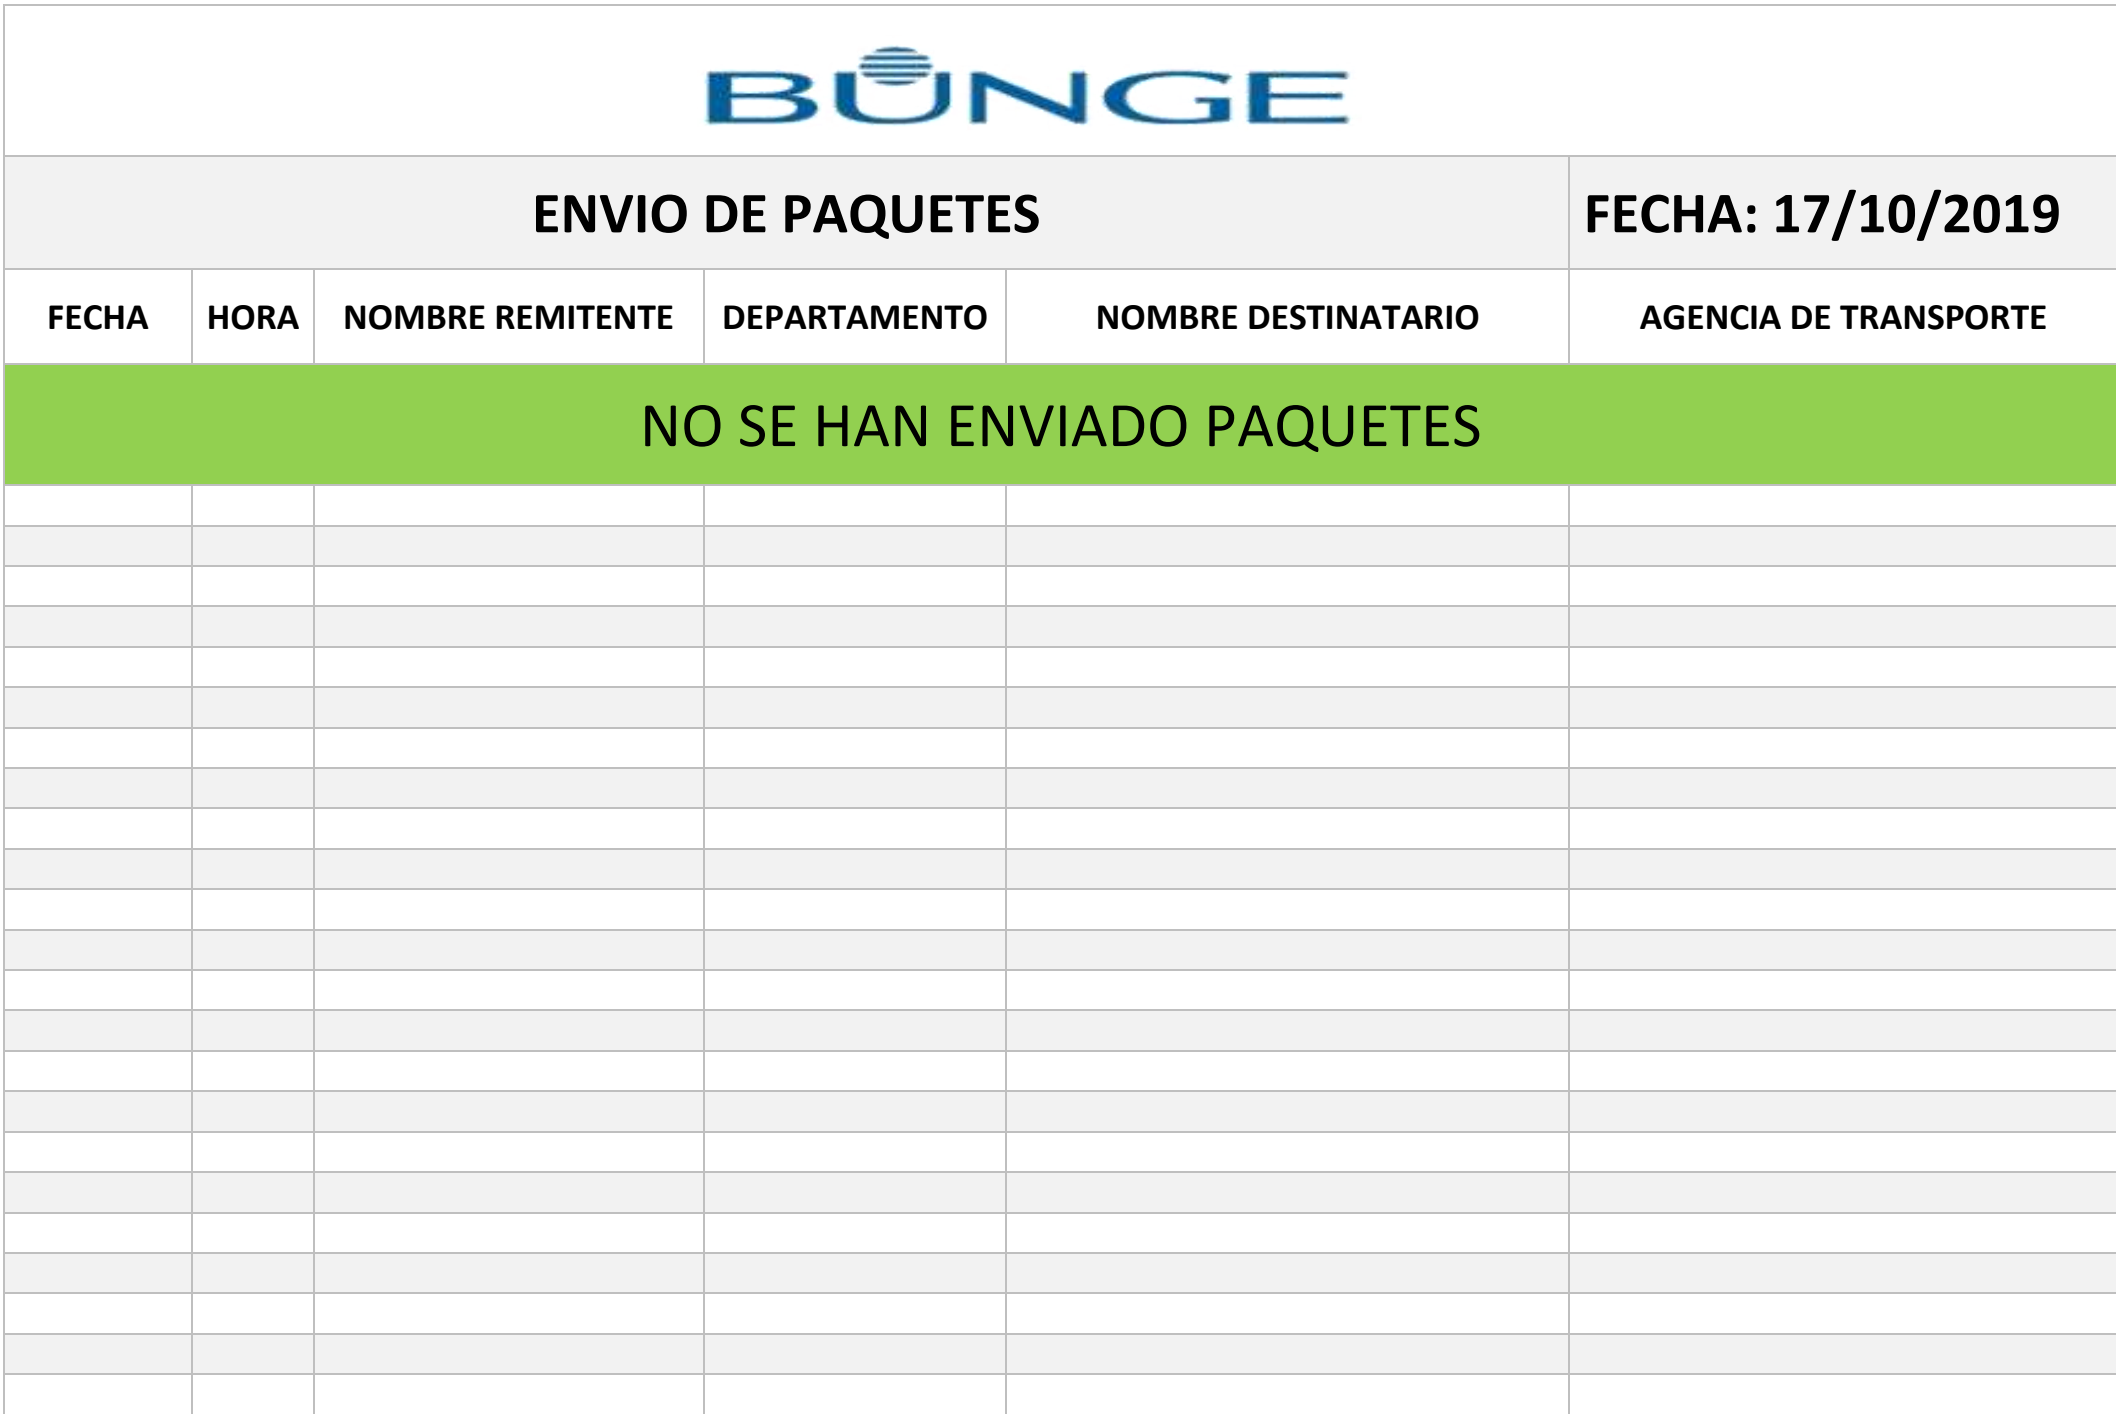 BUNGE
ENVIO DE PAQUETES
FECHA: 17/10/2019
FECHA HORA NOMBRE REMITENTE DEPARTAMENTO NOMBRE DESTINATARIO AGENCIA DE TRANSPORTE
NO SE HAN ENVIADO PAQUETES